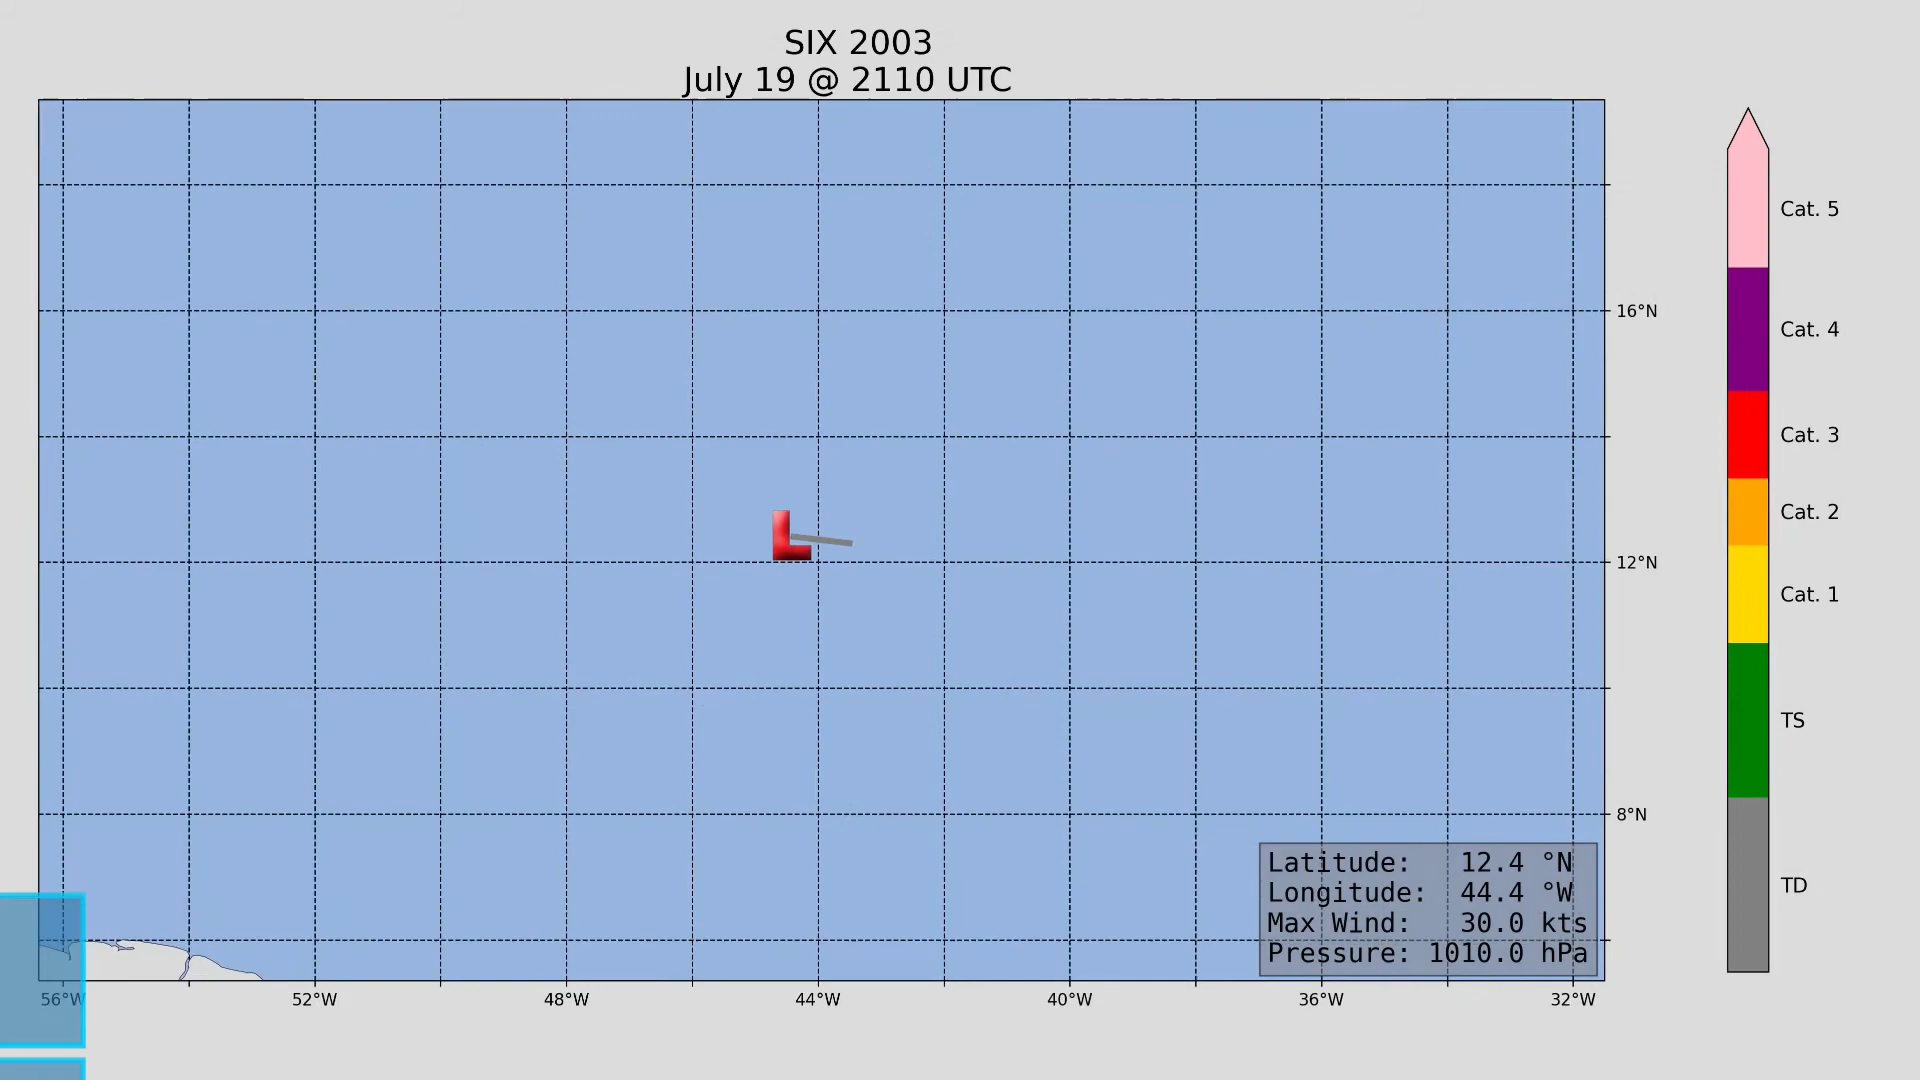 SIX 2003
July 19 @ 2110 UTC
Cat. 5
Cat. 4
Cat. 3
Cat. 2
Cat. 1
TS
TD
16°N
12°N
8°N
L
Latitude: 12.4 °N
Longitude: 44.4 °W
Max Wind: 30.0 kts
Pressure: 1010.0 hPa
56°W 52°W 48°W 44°W 40°W 36°W 32°W